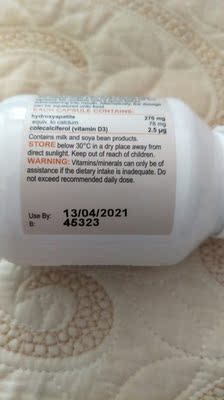 EACH CAPSULE CONTAINS:
hydroxyapatite 375 mg
equiv. to calcium 75 mg
colecalciferol (vitamin D3) 2.5 µg
Contains milk and soya bean products.
STORE below 30°C in a dry place away from
direct sunlight. Keep out of reach of children.
WARNING: Vitamins/minerals can only be of
assistance if the dietary intake is inadequate. Do
not exceed recommended daily dose.
Use By: 13/04/2021
B: 45323